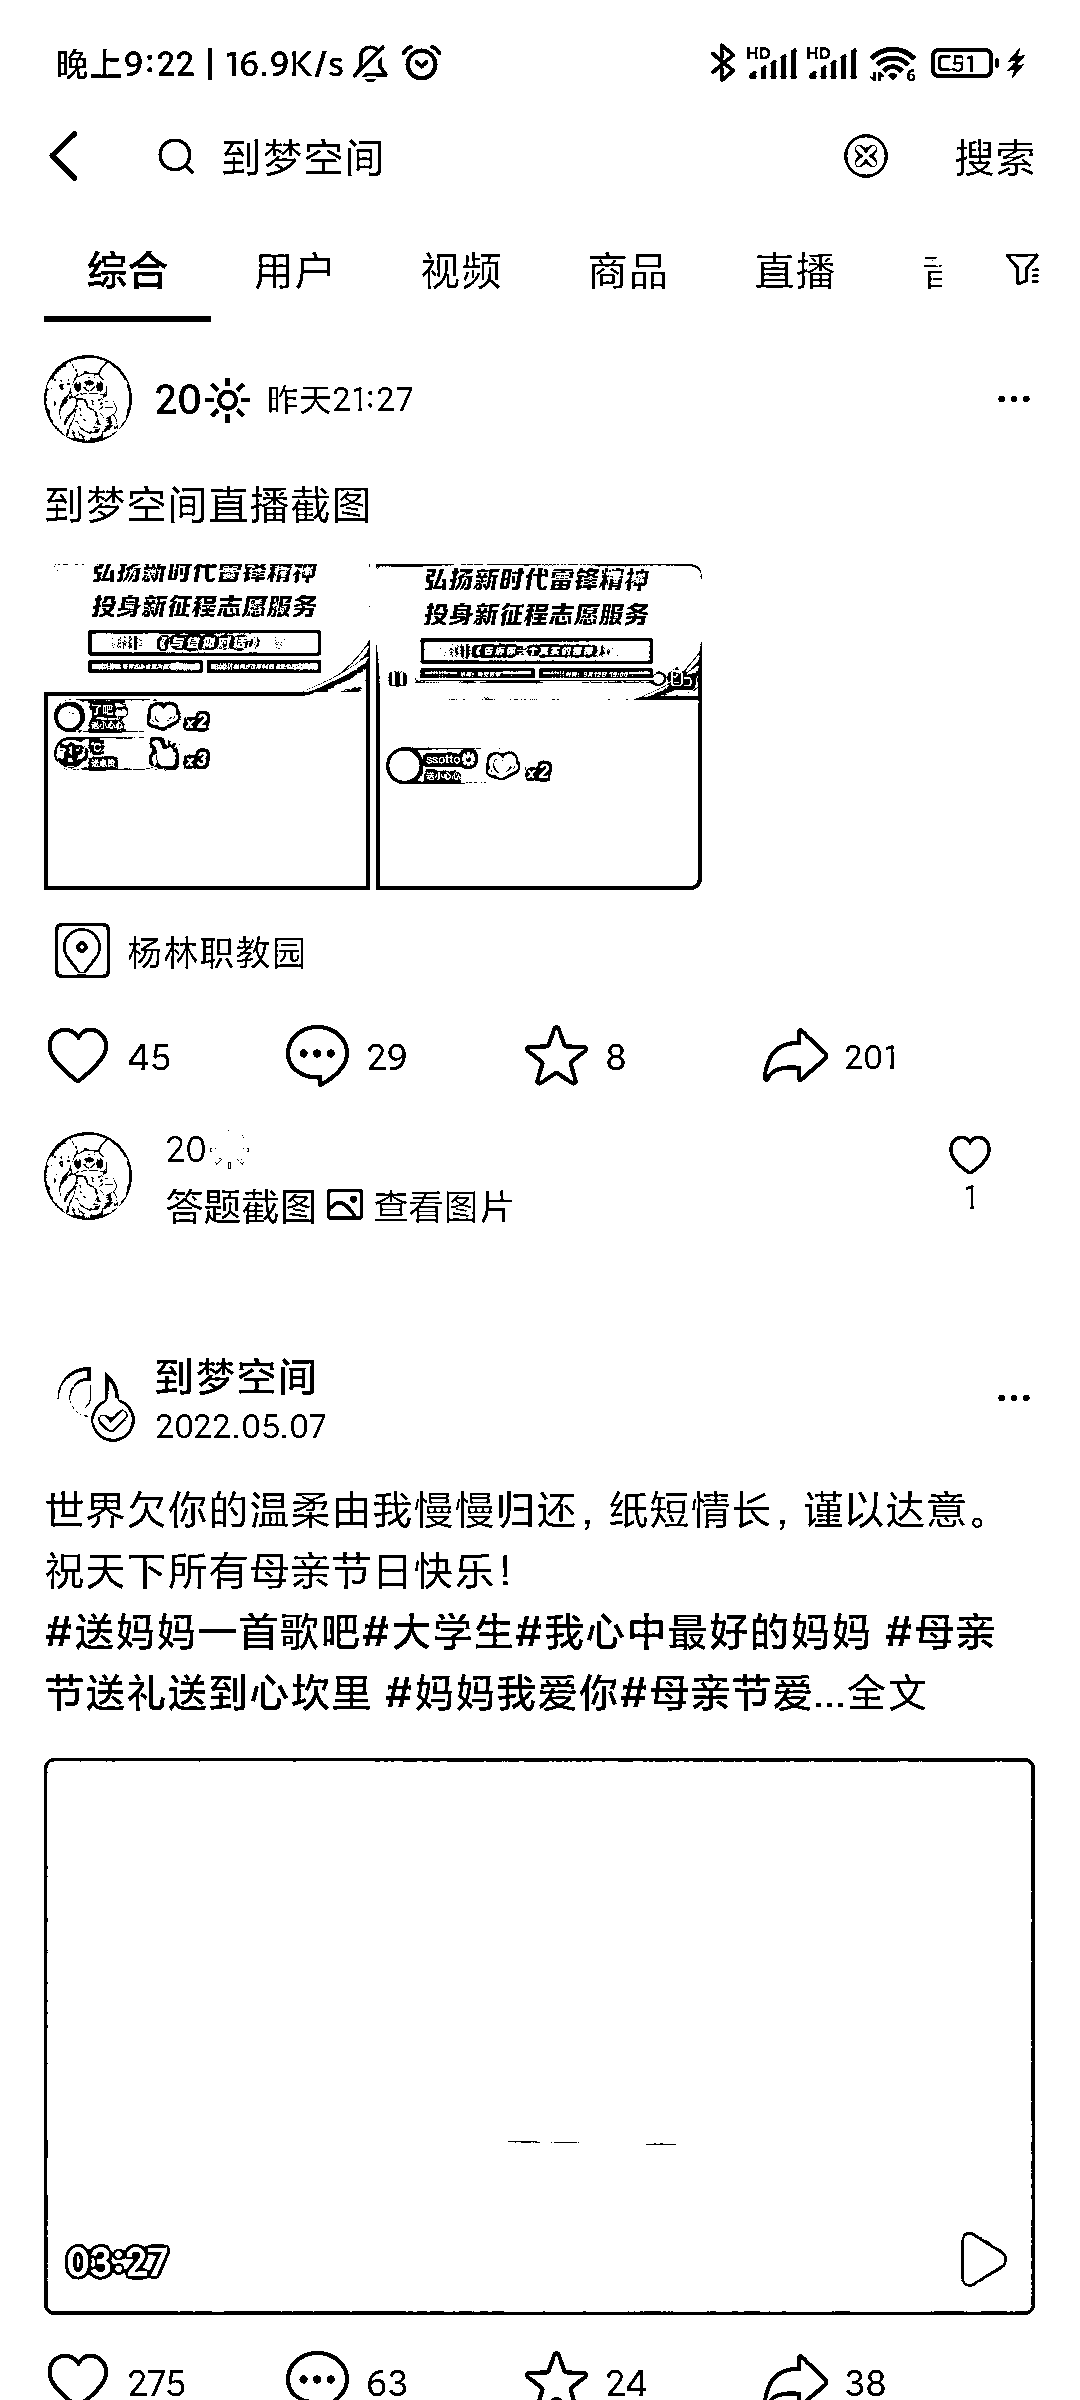 晚上9:22 | 16.9K/s HD HD 6 51
到梦空间 搜索
综合 用户 视频 商品 直播
20 昨天21:27
到梦空间直播截图
弘扬新时代雷锋精神
投身新征程志愿服务
x2
x3
弘扬新时代雷锋精神
投身新征程志愿服务
ssotto
送小心心
x2
杨林职教园
45 29 8 201
20
答题截图 查看图片
1
到梦空间
2022.05.07
世界欠你的温柔由我慢慢归还，纸短情长，谨以达意。
祝天下所有母亲节日快乐！
#送妈妈一首歌吧#大学生#我心中最好的妈妈 #母亲
节送礼送到心坎里 #妈妈我爱你#母亲节爱...全文
03:27
275 63 24 38